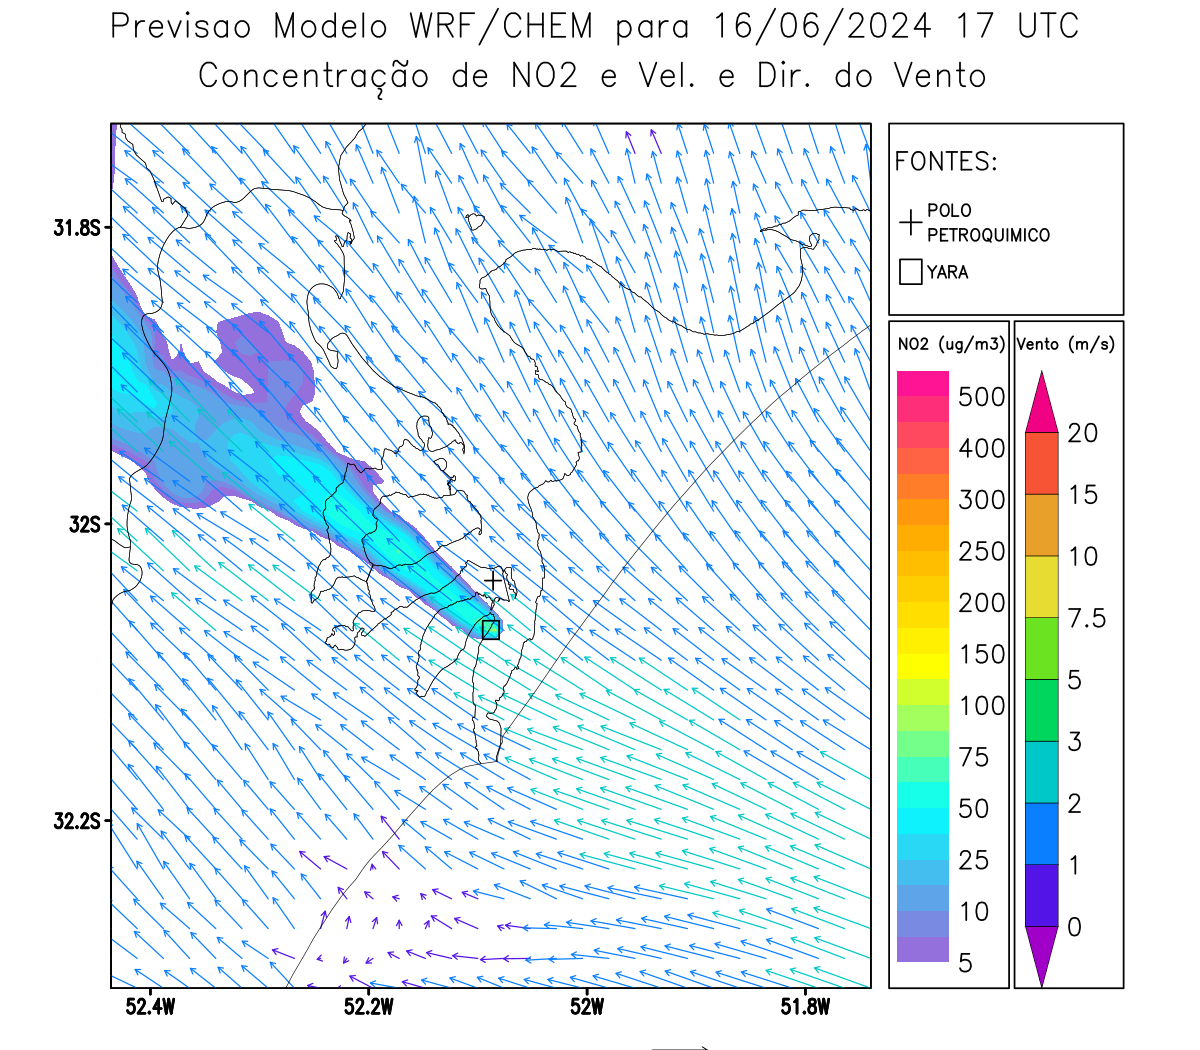 Previsao Modelo WRF/CHEM para 16/06/2024 17 UTC
Concentração de NO2 e Vel. e Dir. do Vento
FONTES:
POLO
PETROQUIMICO
YARA
NO2 (ug/m3)
500
400
300
250
200
150
100
75
50
25
10
5
Vento (m/s)
20
15
10
7.5
5
3
2
1
0
31.8S
32S
32.2S
52.4W
52.2W
52W
51.8W